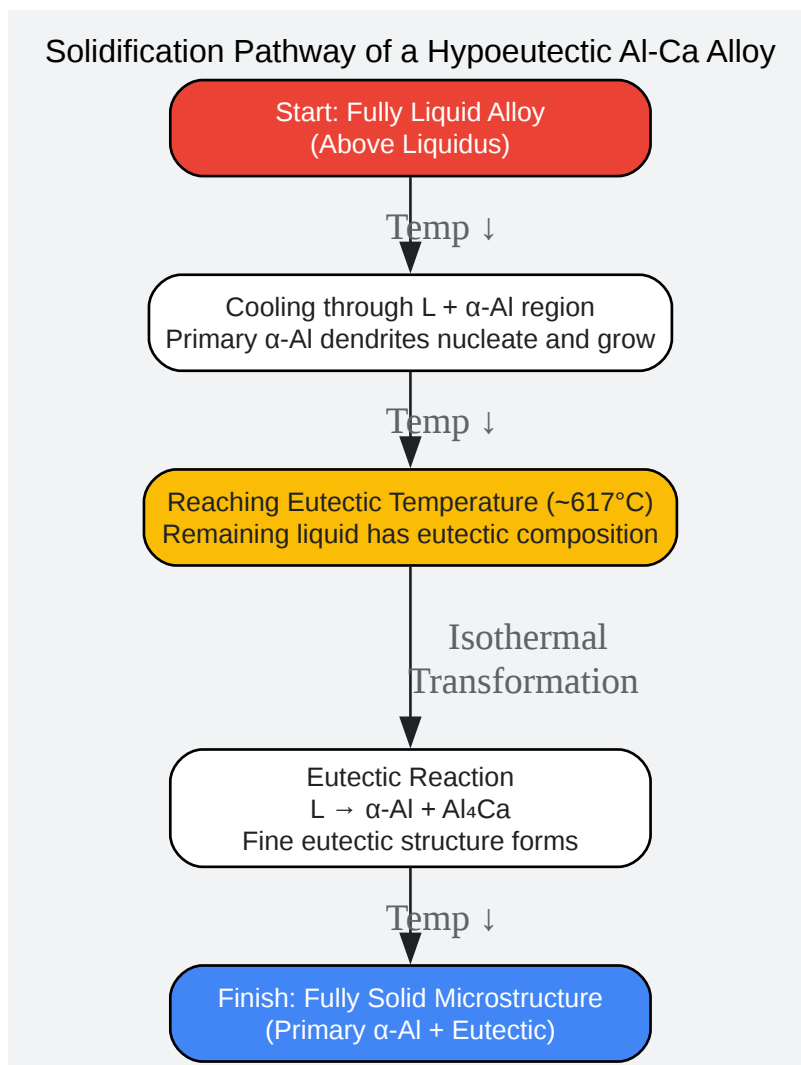 Solidification Pathway of a Hypoeutectic Al-Ca Alloy
Start: Fully Liquid Alloy
(Above Liquidus)
Temp ↓
Cooling through L + α-Al region
Primary α-Al dendrites nucleate and grow
Temp ↓
Reaching Eutectic Temperature (~617°C)
Remaining liquid has eutectic composition
Isothermal
Transformation
Eutectic Reaction
L → α-Al + Al₄Ca
Fine eutectic structure forms
Temp ↓
Finish: Fully Solid Microstructure
(Primary α-Al + Eutectic)